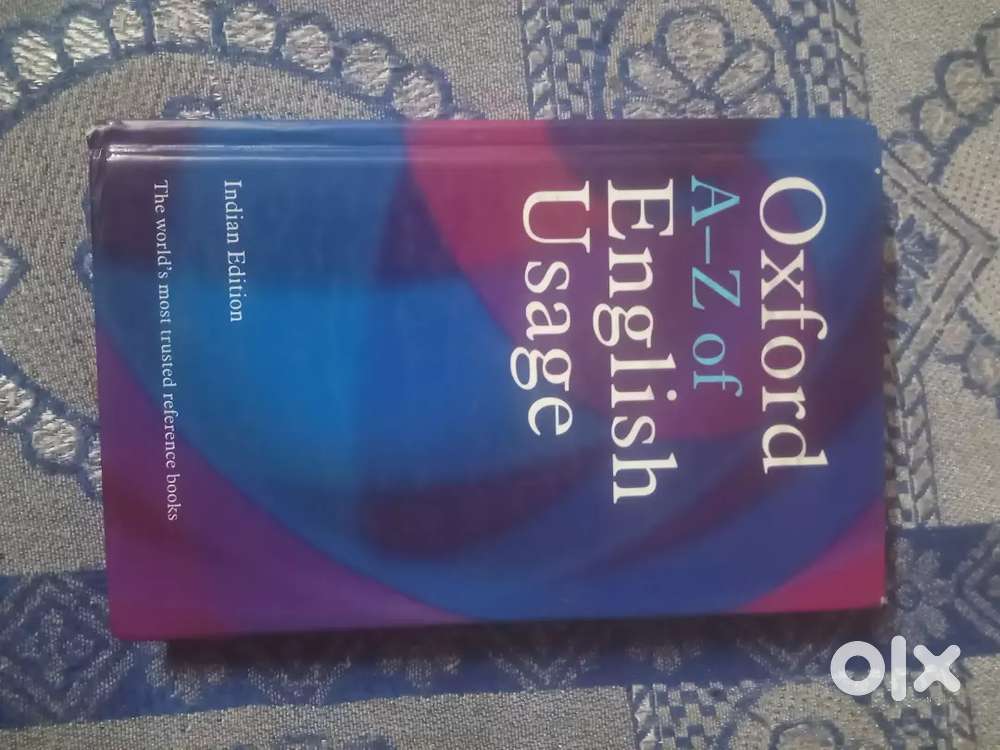 Oxford
A–Z of
English
Usage
Indian Edition
The world's most trusted reference books
olx